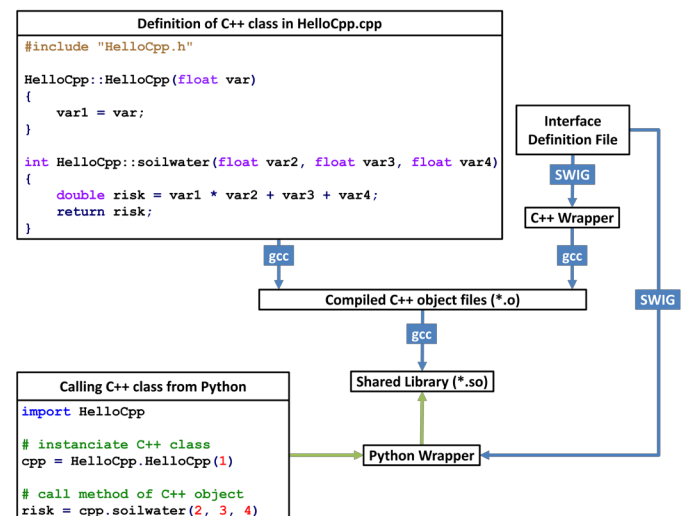 Definition of C++ class in HelloCpp.cpp
#include "HelloCpp.h"
HelloCpp::HelloCpp(float var)
{
var1 = var;
}
int HelloCpp::soilwater(float var2, float var3, float var4)
{
double risk = var1 * var2 + var3 + var4;
return risk;
}
Interface
Definition File
SWIG
C++ Wrapper
gcc
gcc
Compiled C++ object files (*.o)
SWIG
gcc
Shared Library (*.so)
Calling C++ class from Python
import HelloCpp
# instanciate C++ class
cpp = HelloCpp.HelloCpp(1)
Python Wrapper
# call method of C++ object
risk = cpp.soilwater(2, 3, 4)